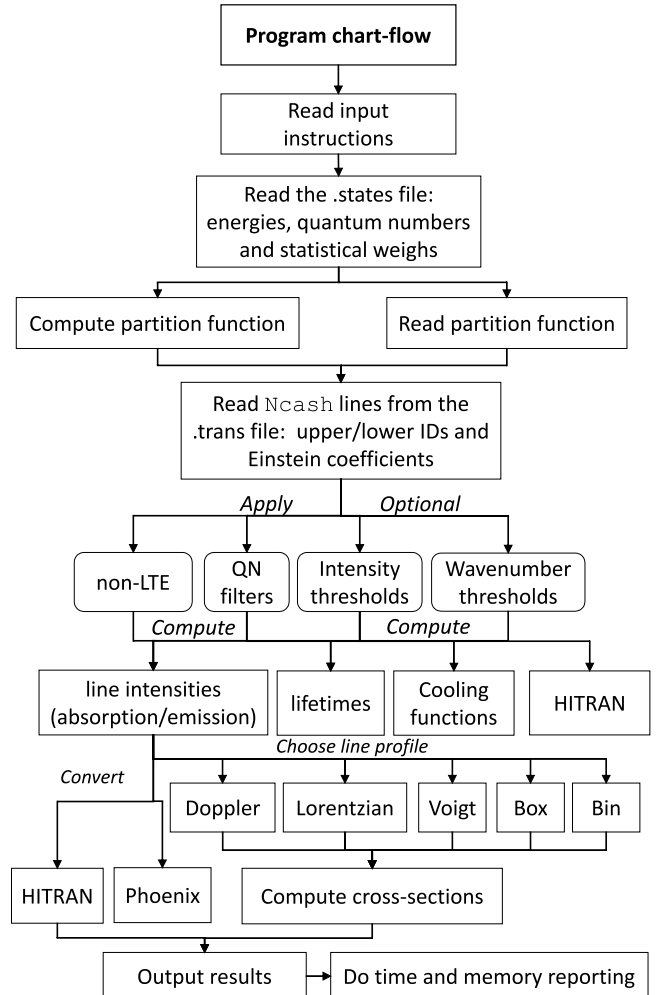 Program chart-flow
Read input
instructions
Read the .states file:
energies, quantum numbers
and statistical weighs
Compute partition function
Read partition function
Read Ncash lines from the
.trans file:  upper/lower IDs and
Einstein coefficients
Apply
Optional
non-LTE
QN
filters
Intensity
thresholds
Wavenumber
thresholds
Compute
Compute
line intensities
(absorption/emission)
lifetimes
Cooling
functions
HITRAN
Choose line profile
Convert
Doppler
Lorentzian
Voigt
Box
Bin
HITRAN
Phoenix
Compute cross-sections
Output results
Do time and memory reporting